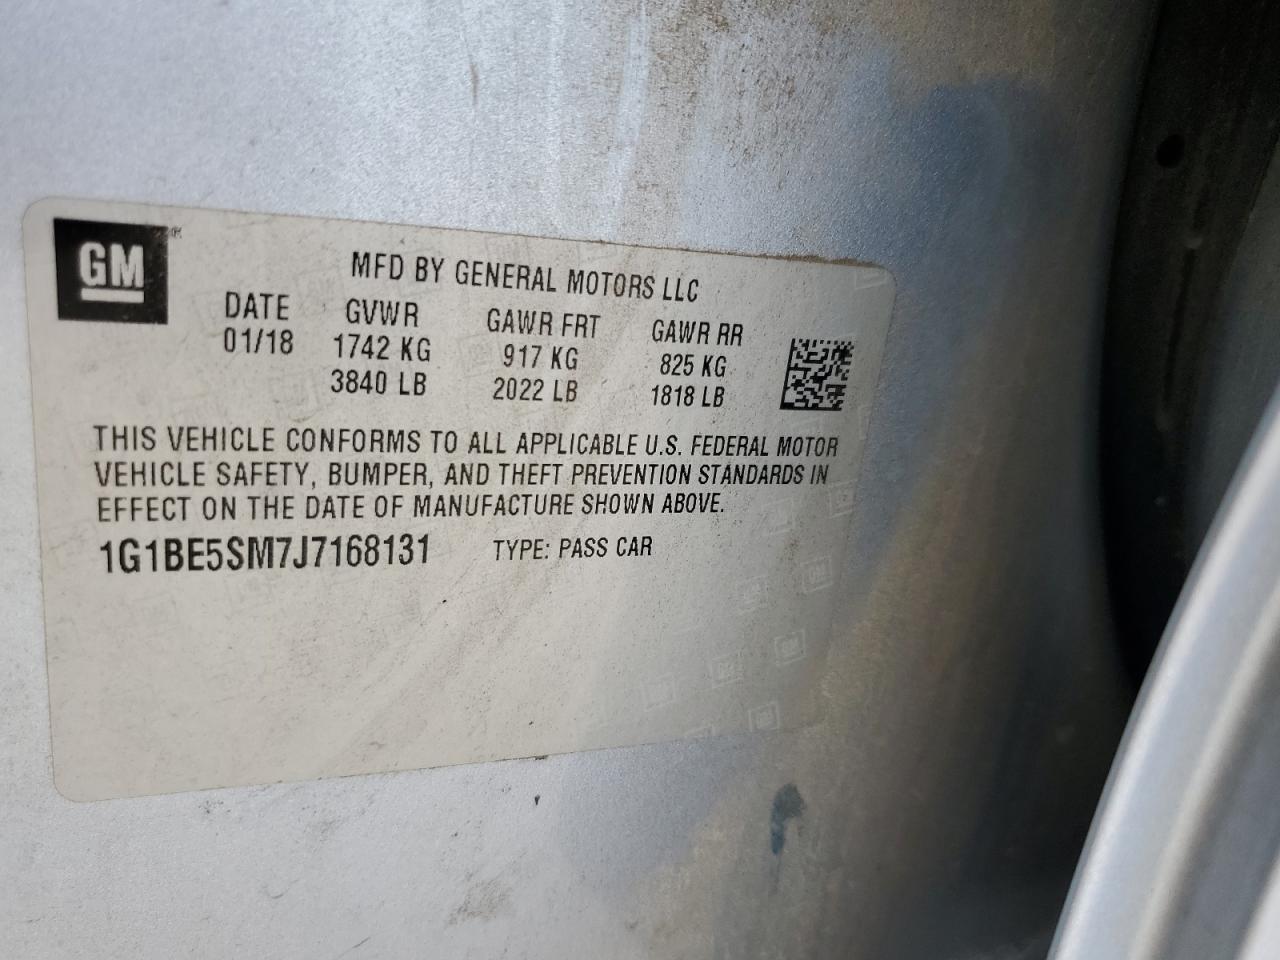 GM
MFD BY GENERAL MOTORS LLC
DATE GVWR GAWR FRT GAWR RR
01/18 1742 KG 917 KG 825 KG
3840 LB 2022 LB 1818 LB
THIS VEHICLE CONFORMS TO ALL APPLICABLE U.S. FEDERAL MOTOR
VEHICLE SAFETY, BUMPER, AND THEFT PREVENTION STANDARDS IN
EFFECT ON THE DATE OF MANUFACTURE SHOWN ABOVE.
1G1BE5SM7J7168131 TYPE: PASS CAR